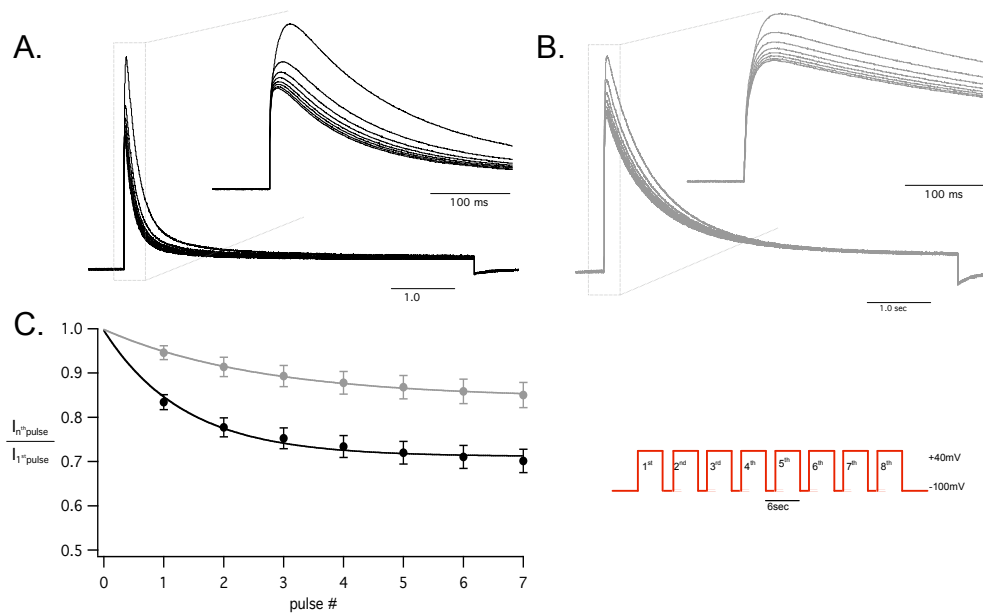 A.
100 ms
1.0
B.
100 ms
1.0 sec
C.
1.0
0.9
0.8
0.7
0.6
0.5
I nᵗʰpulse
I 1ˢᵗpulse
0 1 2 3 4 5 6 7
pulse #
1ˢᵗ 2ⁿᵈ 3ʳᵈ 4ᵗʰ 5ᵗʰ 6ᵗʰ 7ᵗʰ 8ᵗʰ
+40mV
-100mV
6sec